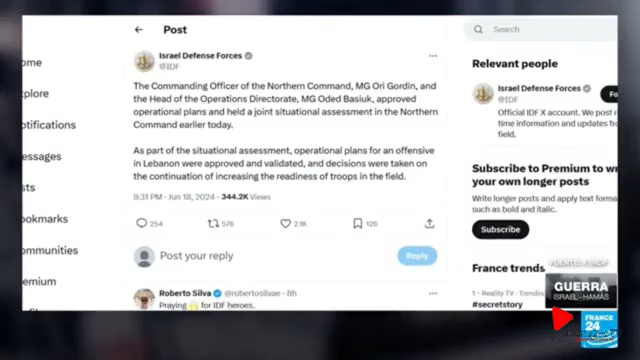 Post
Search
ome
Israel Defense Forces
@IDF
Relevant people
The Commanding Officer of the Northern Command, MG Ori Gordin, and
the Head of the Operations Directorate, MG Oded Basiuk, approved
operational plans and held a joint situational assessment in the Northern
Command earlier today.
As part of the situational assessment, operational plans for an offensive
in Lebanon were approved and validated, and decisions were taken on
the continuation of increasing the readiness of troops in the field.
9:31 PM · Jun 18, 2024 · 344.2K Views
254
576
2.1K
126
Post your reply
Reply
Roberto Silva @robertosilvae · 8h
Praying 🙏 for IDF heroes.
xplore
otifications
essages
sts
ookmarks
ommunities
emium
Israel Defense Forces
@IDF
Fo
Official IDF X account. We post r
time information and updates fro
field.
Subscribe to Premium to wr
your own longer posts
Write longer posts and apply text forma
such as bold and italic.
Subscribe
France trends
1 · Reality TV · Trending
#secretstory
FUENTE: X @IDF
GUERRA
ISRAEL - HAMÁS
FRANCE
24